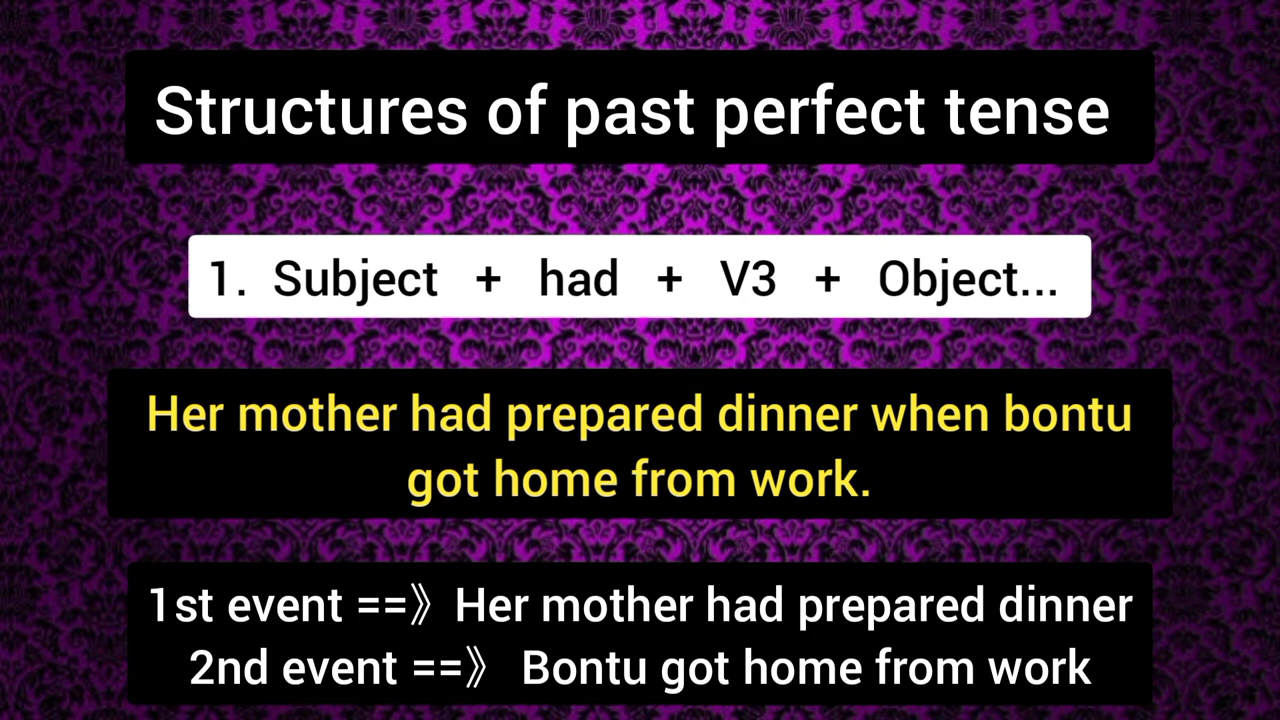 Structures of past perfect tense
1. Subject + had + V3 + Object...
Her mother had prepared dinner when bontu
got home from work.
1st event ==》 Her mother had prepared dinner
2nd event ==》 Bontu got home from work